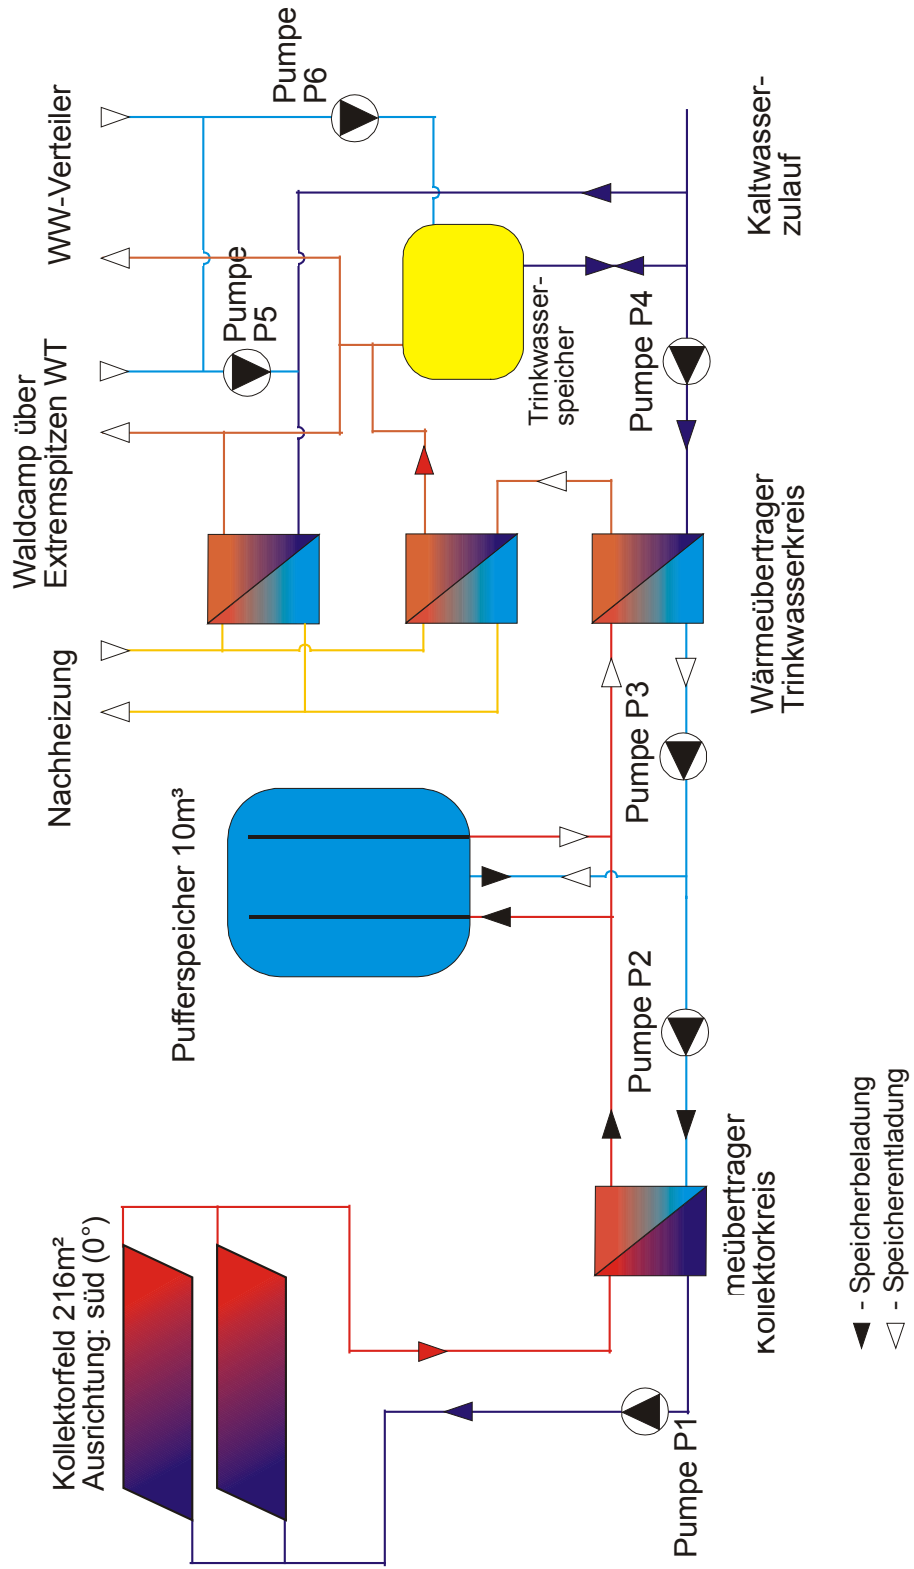 Kollektorfeld 216m²
Ausrichtung: süd (0°)
Pufferspeicher 10m³
Nachheizung
Waldcamp über
Extremspitzen WT
WW-Verteiler
Pumpe
P5
Pumpe
P6
Trinkwasser-
speicher
Pumpe P1
Pumpe P2
Pumpe P3
Pumpe P4
meübertrager
Kollektorkreis
Wärmeübertrager
Trinkwasserkreis
Kaltwasser-
zulauf
- Speicherbeladung
- Speicherentladung